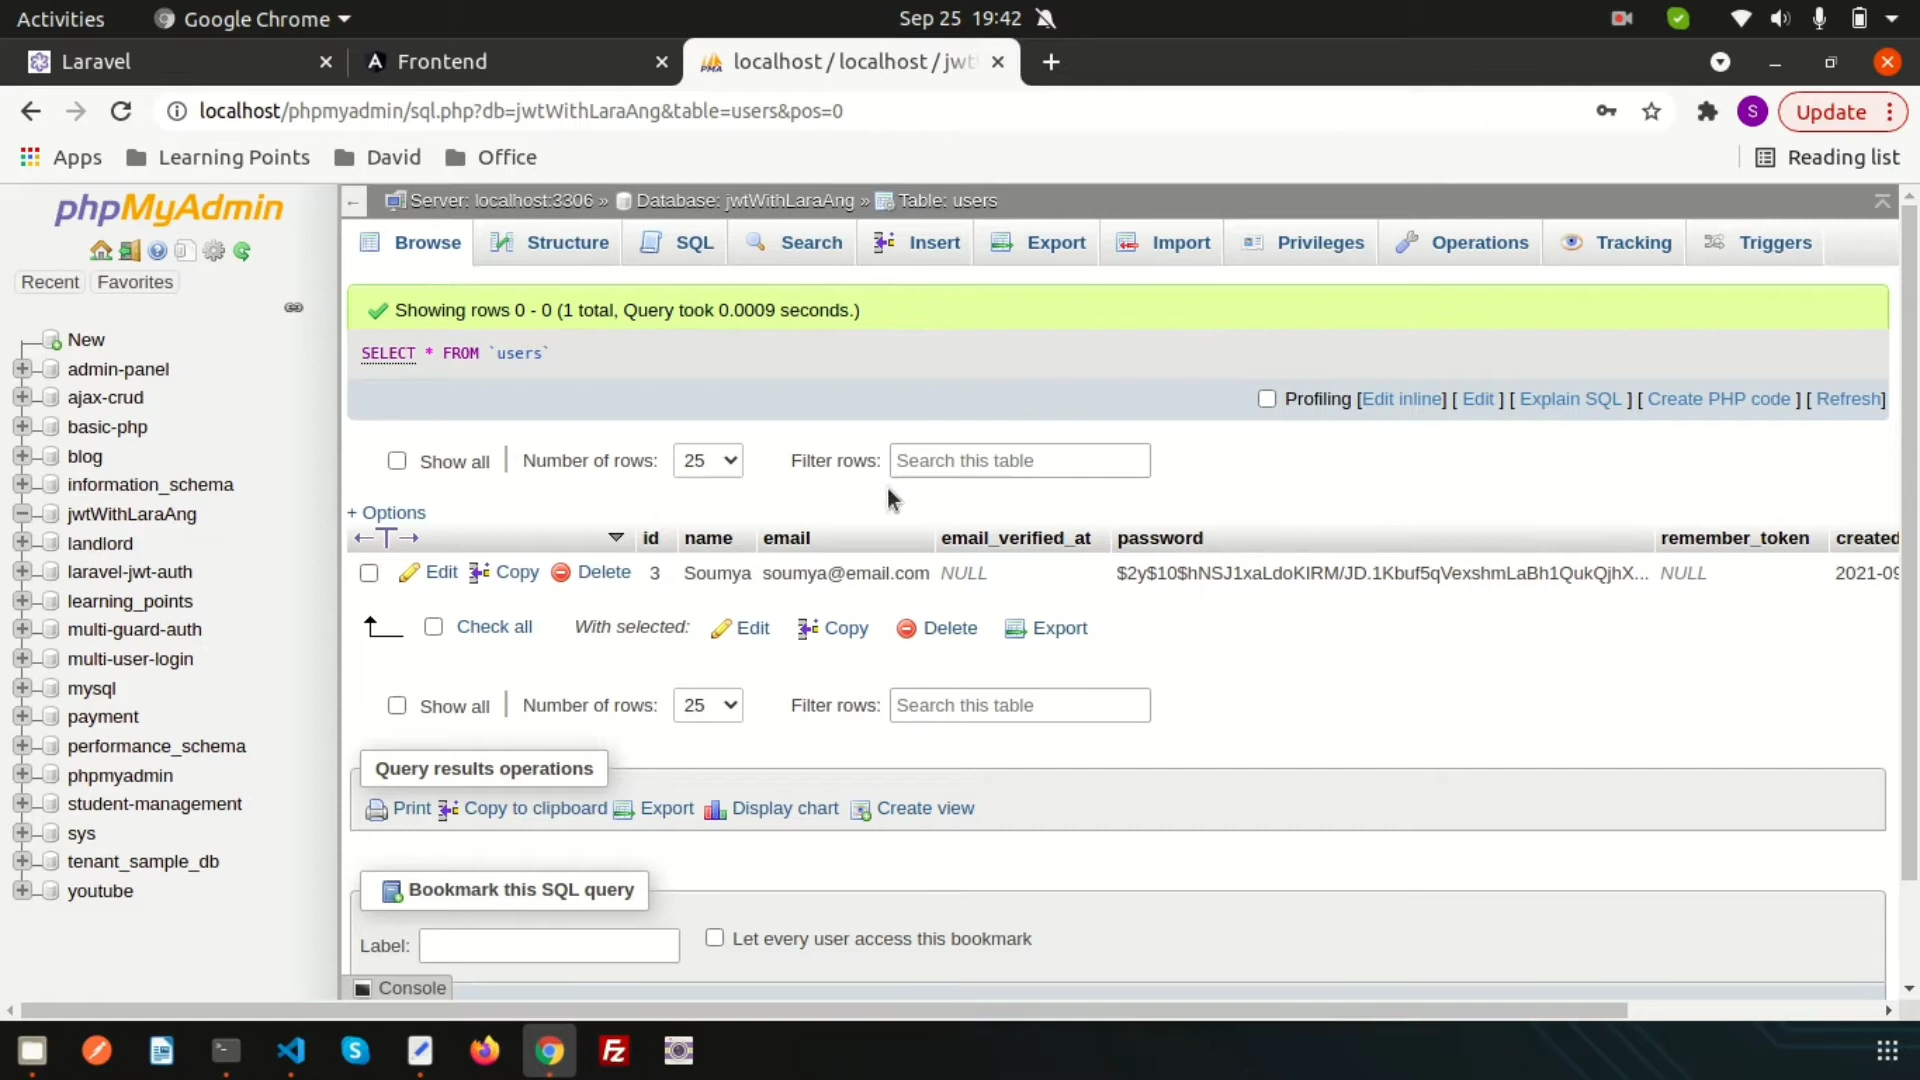 Activities Google Chrome Sep 25 19:42
Laravel Frontend localhost / localhost / jwt
localhost/phpmyadmin/sql.php?db=jwtWithLaraAng&table=users&pos=0 S Update
Apps Learning Points David Office Reading list
phpMyAdmin
Recent Favorites
New
admin-panel
ajax-crud
basic-php
blog
information_schema
jwtWithLaraAng
landlord
laravel-jwt-auth
learning_points
multi-guard-auth
multi-user-login
mysql
payment
performance_schema
phpmyadmin
student-management
sys
tenant_sample_db
youtube
Server: localhost:3306 » Database: jwtWithLaraAng » Table: users
Browse Structure SQL Search Insert Export Import Privileges Operations Tracking Triggers
Showing rows 0 - 0 (1 total, Query took 0.0009 seconds.)
SELECT * FROM `users`
Profiling [Edit inline] [ Edit ] [ Explain SQL ] [ Create PHP code ] [ Refresh]
Show all Number of rows: 25 Filter rows: Search this table
+ Options
id name email email_verified_at password remember_token created
Edit Copy Delete 3 Soumya soumya@email.com NULL $2y$10$hNSJ1xaLdoKIRM/JD.1Kbuf5qVexshmLaBh1QukQjhX... NULL 2021-09
Check all With selected: Edit Copy Delete Export
Show all Number of rows: 25 Filter rows: Search this table
Query results operations
Print Copy to clipboard Export Display chart Create view
Bookmark this SQL query
Label: Let every user access this bookmark
Console